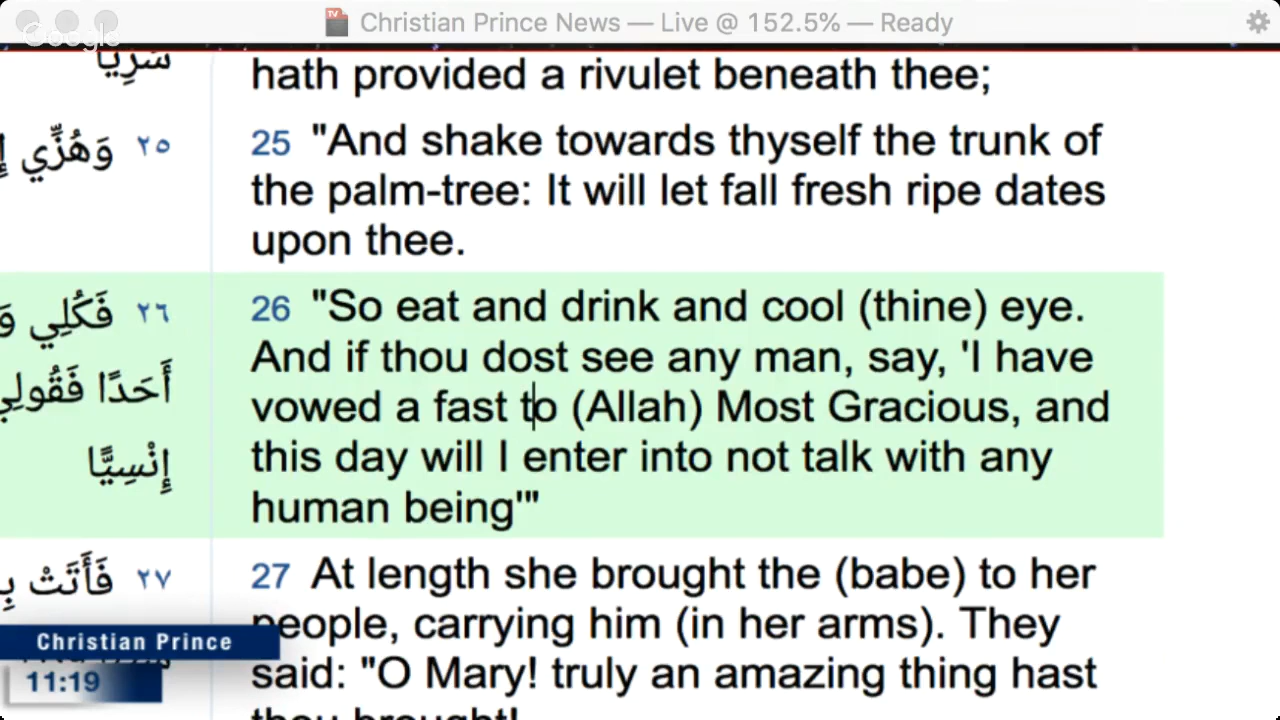 Christian Prince News — Live @ 152.5% — Ready
Google
سَرِيًّا
hath provided a rivulet beneath thee;
٢٥ وَهُزِّي
25 "And shake towards thyself the trunk of
the palm-tree: It will let fall fresh ripe dates
upon thee.
٢٦ فَكُلِي وَ
أَحَدًا فَقُولِي
إِنْسِيًّا
26 "So eat and drink and cool (thine) eye.
And if thou dost see any man, say, 'I have
vowed a fast to (Allah) Most Gracious, and
this day will I enter into not talk with any
human being'"
٢٧ فَأَتَتْ بِ
27 At length she brought the (babe) to her
people, carrying him (in her arms). They
said: "O Mary! truly an amazing thing hast
thou brought!
Christian Prince
11:19